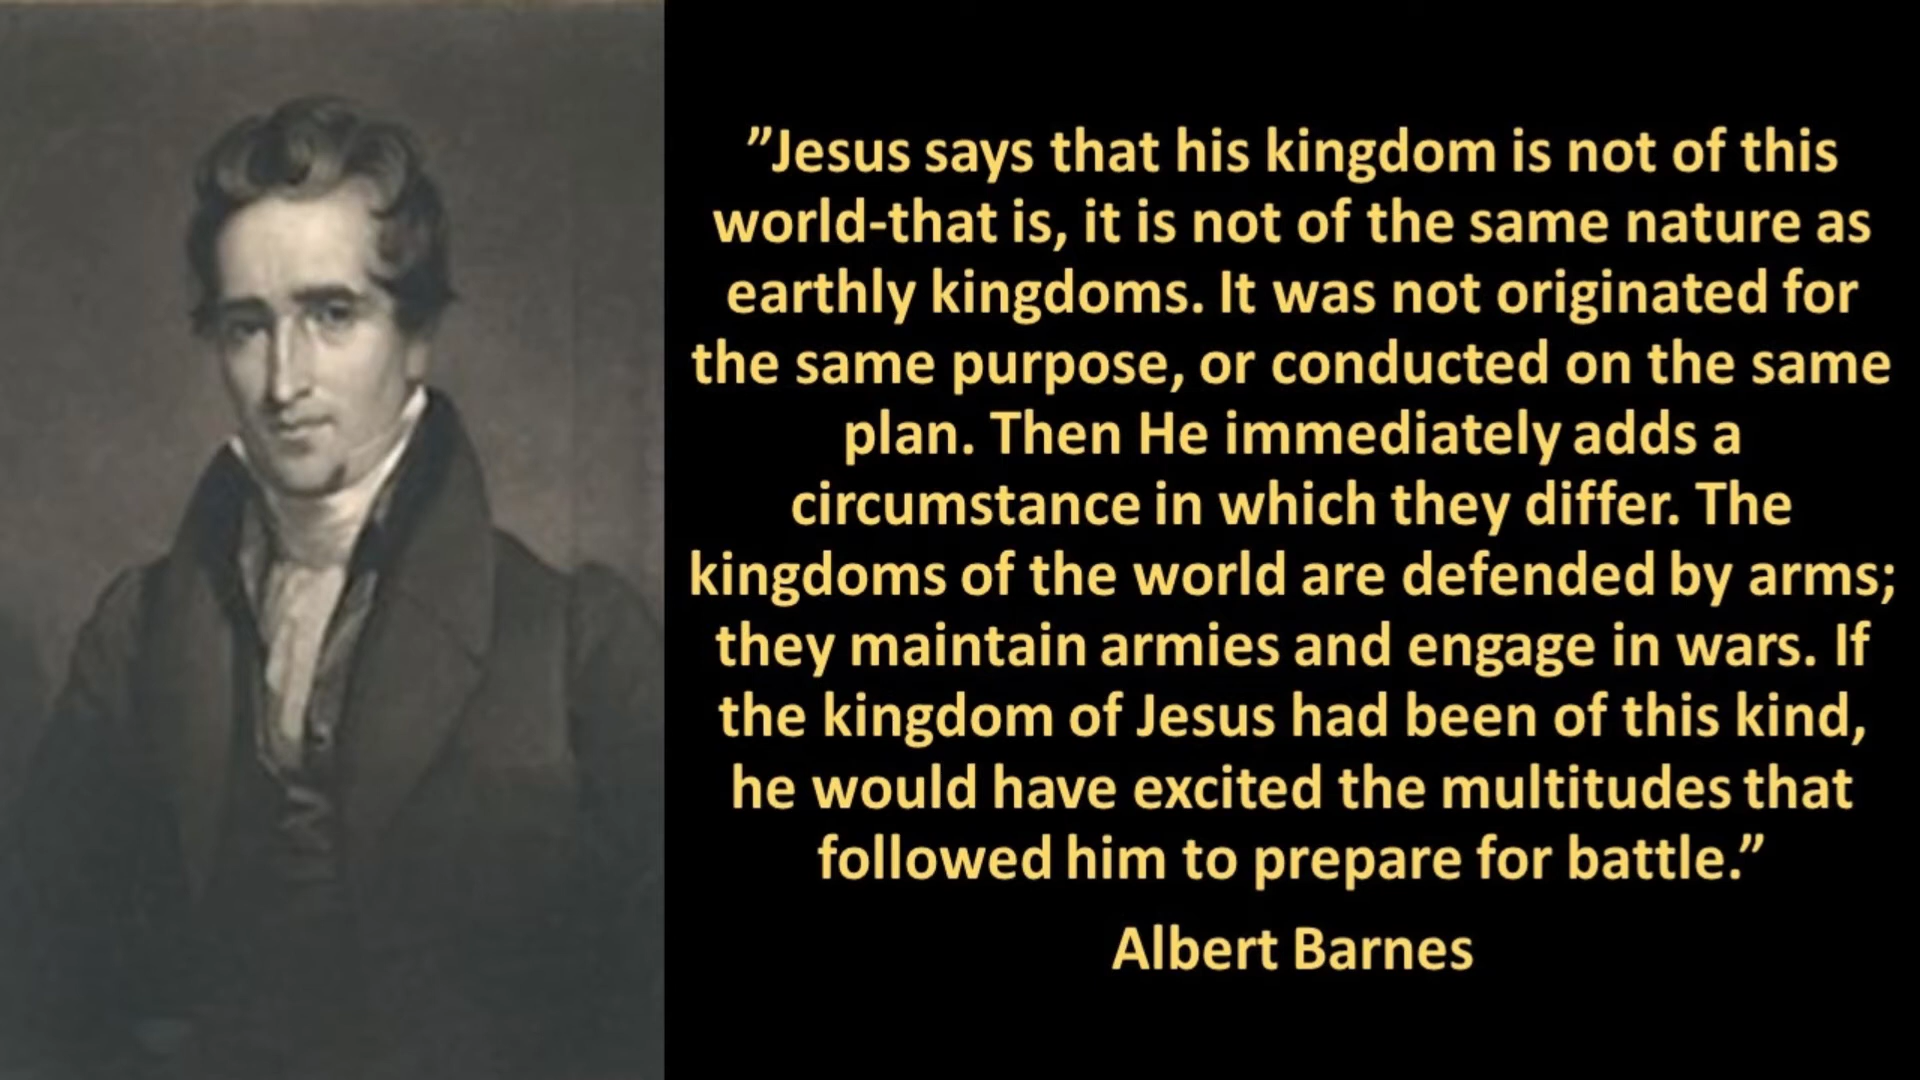 ”Jesus says that his kingdom is not of this
world-that is, it is not of the same nature as
earthly kingdoms. It was not originated for
the same purpose, or conducted on the same
plan. Then He immediately adds a
circumstance in which they differ. The
kingdoms of the world are defended by arms;
they maintain armies and engage in wars. If
the kingdom of Jesus had been of this kind,
he would have excited the multitudes that
followed him to prepare for battle.”
Albert Barnes